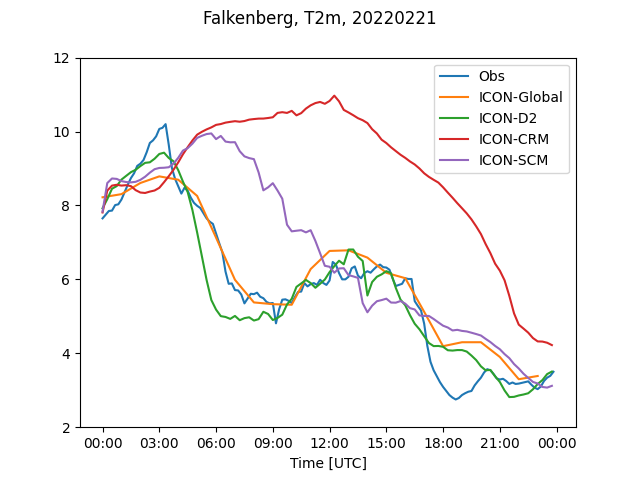 Falkenberg, T2m, 20220221
12
10
8
6
4
2
Obs
ICON-Global
ICON-D2
ICON-CRM
ICON-SCM
00:00 03:00 06:00 09:00 12:00 15:00 18:00 21:00 00:00
Time [UTC]